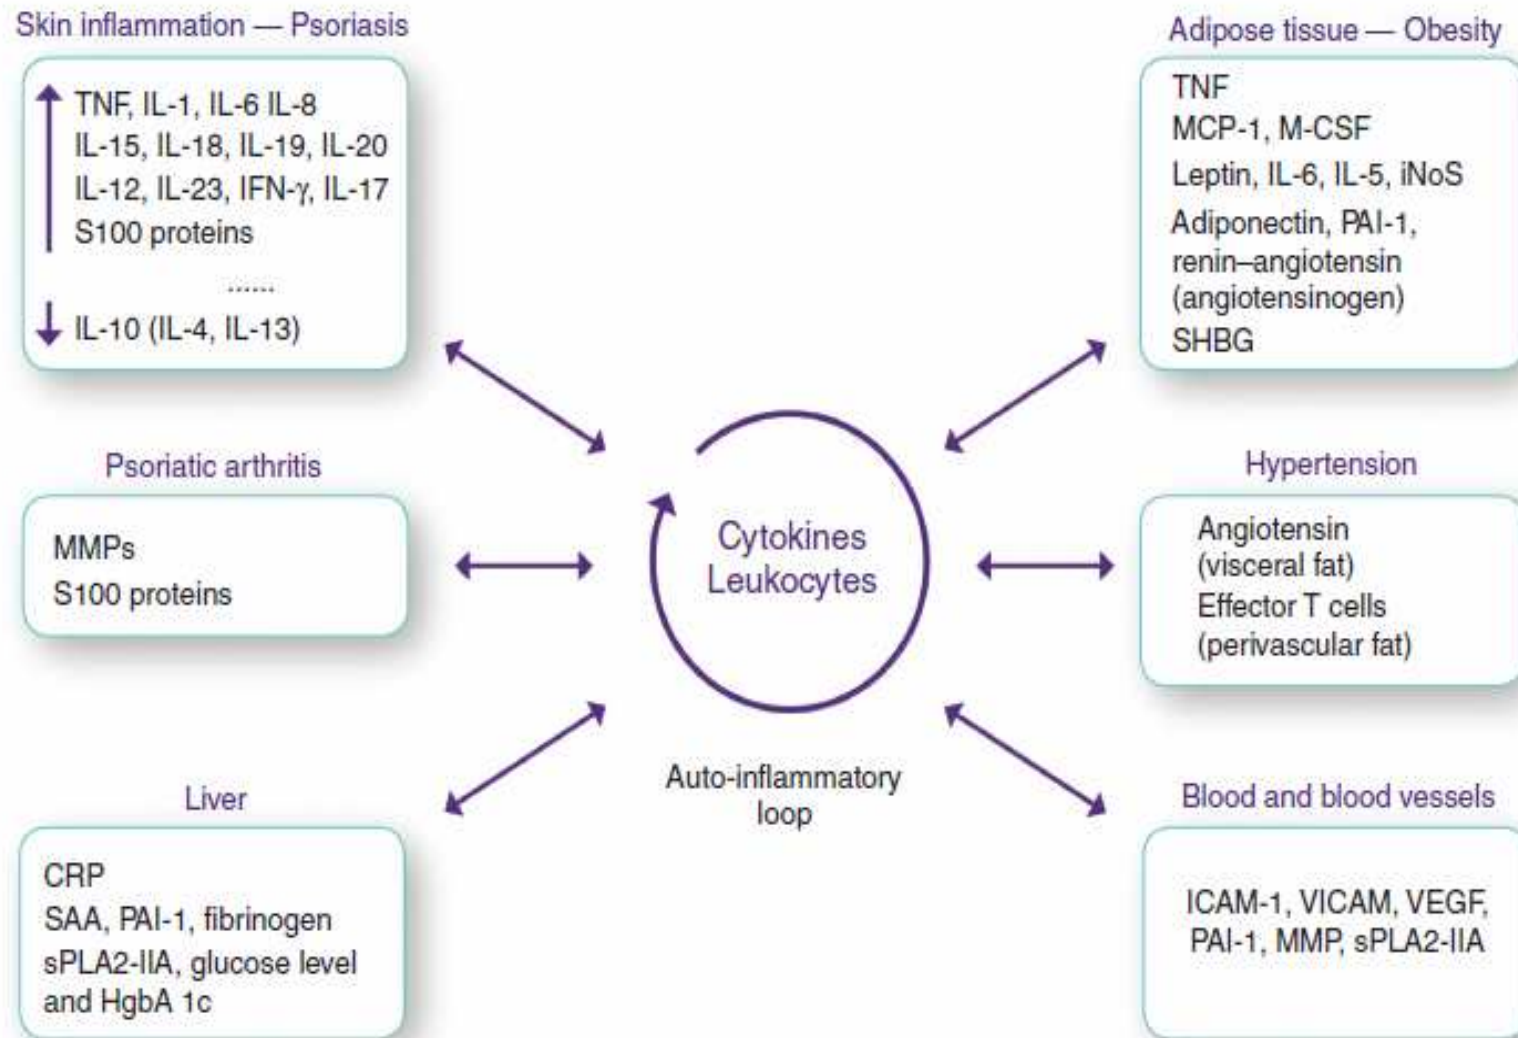 Skin inflammation — Psoriasis
TNF, IL-1, IL-6 IL-8
IL-15, IL-18, IL-19, IL-20
IL-12, IL-23, IFN-γ, IL-17
S100 proteins
......
IL-10 (IL-4, IL-13)
Adipose tissue — Obesity
TNF
MCP-1, M-CSF
Leptin, IL-6, IL-5, iNoS
Adiponectin, PAI-1,
renin–angiotensin
(angiotensinogen)
SHBG
Psoriatic arthritis
MMPs
S100 proteins
Cytokines
Leukocytes
Auto-inflammatory
loop
Hypertension
Angiotensin
(visceral fat)
Effector T cells
(perivascular fat)
Liver
CRP
SAA, PAI-1, fibrinogen
sPLA2-IIA, glucose level
and HgbA 1c
Blood and blood vessels
ICAM-1, VICAM, VEGF,
PAI-1, MMP, sPLA2-IIA